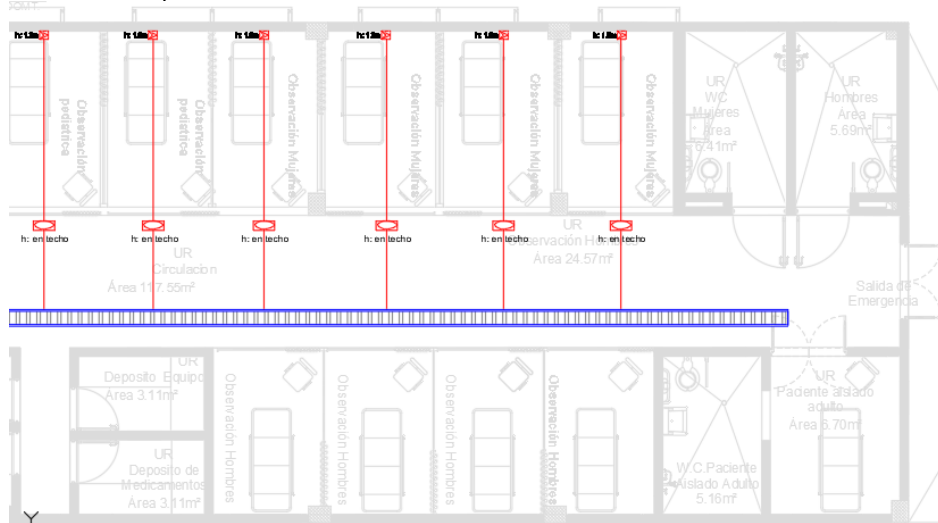 UR
WC
Mujeres
Area
6.41m²
UR
Hombres
Area
5.69m²
Observación
pediatrica
Observación
pediatrica
Observación Mujeres
Observación Mujeres
Observación Mujeres
Observación Mujeres
h: en techo
h: en techo
h: en techo
h: en techo
h: en techo
h: en techo
UR
Circulacion
Área 117.55m²
UR
Observación Hombres
Área 24.57m²
Salida de
Emergencia
UR
Deposito Equipo
Área 3.11m²
UR
Deposito de
Medicamentos
Área 3.11m²
Observación Hombres
Observación Hombres
Observación Hombres
Observación Hombres
W.C.Paciente
Aislado Adulto
5.16m²
UR
Paciente aislado
adulto
Área 6.70m²
Y